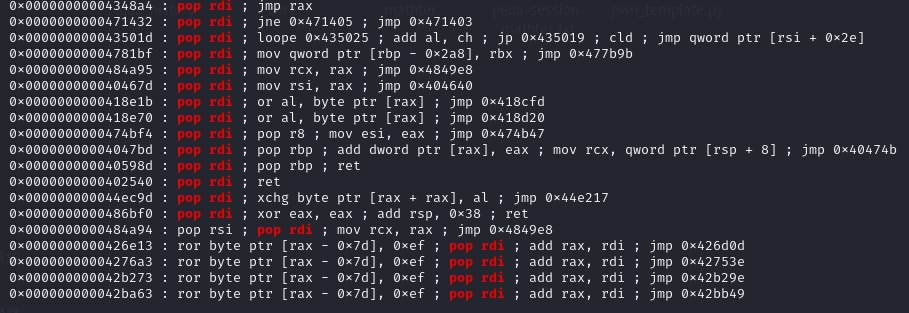 mathter peda-session- pwn_template.py
0×00000000004348a4 : pop rdi ; jmp rax
0×0000000000471432 : pop rdi ; jne 0×471405 ; jmp 0×471403
0×000000000043501d : pop rdi ; loope 0×435025 ; add al, ch ; jp 0×435019 ; cld ; jmp qword ptr [rsi + 0×2e]
0×00000000004781bf : pop rdi ; mov qword ptr [rbp - 0×2a8], rbx ; jmp 0×477b9b
0×0000000000484a95 : pop rdi ; mov rcx, rax ; jmp 0×4849e8
0×000000000040467d : pop rdi ; mov rsi, rax ; jmp 0×404640
0×0000000000418e1b : pop rdi ; or al, byte ptr [rax] ; jmp 0×418cfd
0×0000000000418e70 : pop rdi ; or al, byte ptr [rax] ; jmp 0×418d20
0×0000000000474bf4 : pop rdi ; pop r8 ; mov esi, eax ; jmp 0×474b47
0×00000000004047bd : pop rdi ; pop rbp ; add dword ptr [rax], eax ; mov rcx, qword ptr [rsp + 8] ; jmp 0×40474b
0×000000000040598d : pop rdi ; pop rbp ; ret
0×0000000000402540 : pop rdi ; ret
0×000000000044ec9d : pop rdi ; xchg byte ptr [rax + rax], al ; jmp 0×44e217
0×0000000000486bf0 : pop rdi ; xor eax, eax ; add rsp, 0×38 ; ret
0×0000000000484a94 : pop rsi ; pop rdi ; mov rcx, rax ; jmp 0×4849e8
0×0000000000426e13 : ror byte ptr [rax - 0×7d], 0×ef ; pop rdi ; add rax, rdi ; jmp 0×426d0d
0×00000000004276a3 : ror byte ptr [rax - 0×7d], 0×ef ; pop rdi ; add rax, rdi ; jmp 0×42753e
0×000000000042b273 : ror byte ptr [rax - 0×7d], 0×ef ; pop rdi ; add rax, rdi ; jmp 0×42b29e
0×000000000042ba63 : ror byte ptr [rax - 0×7d], 0×ef ; pop rdi ; add rax, rdi ; jmp 0×42bb49